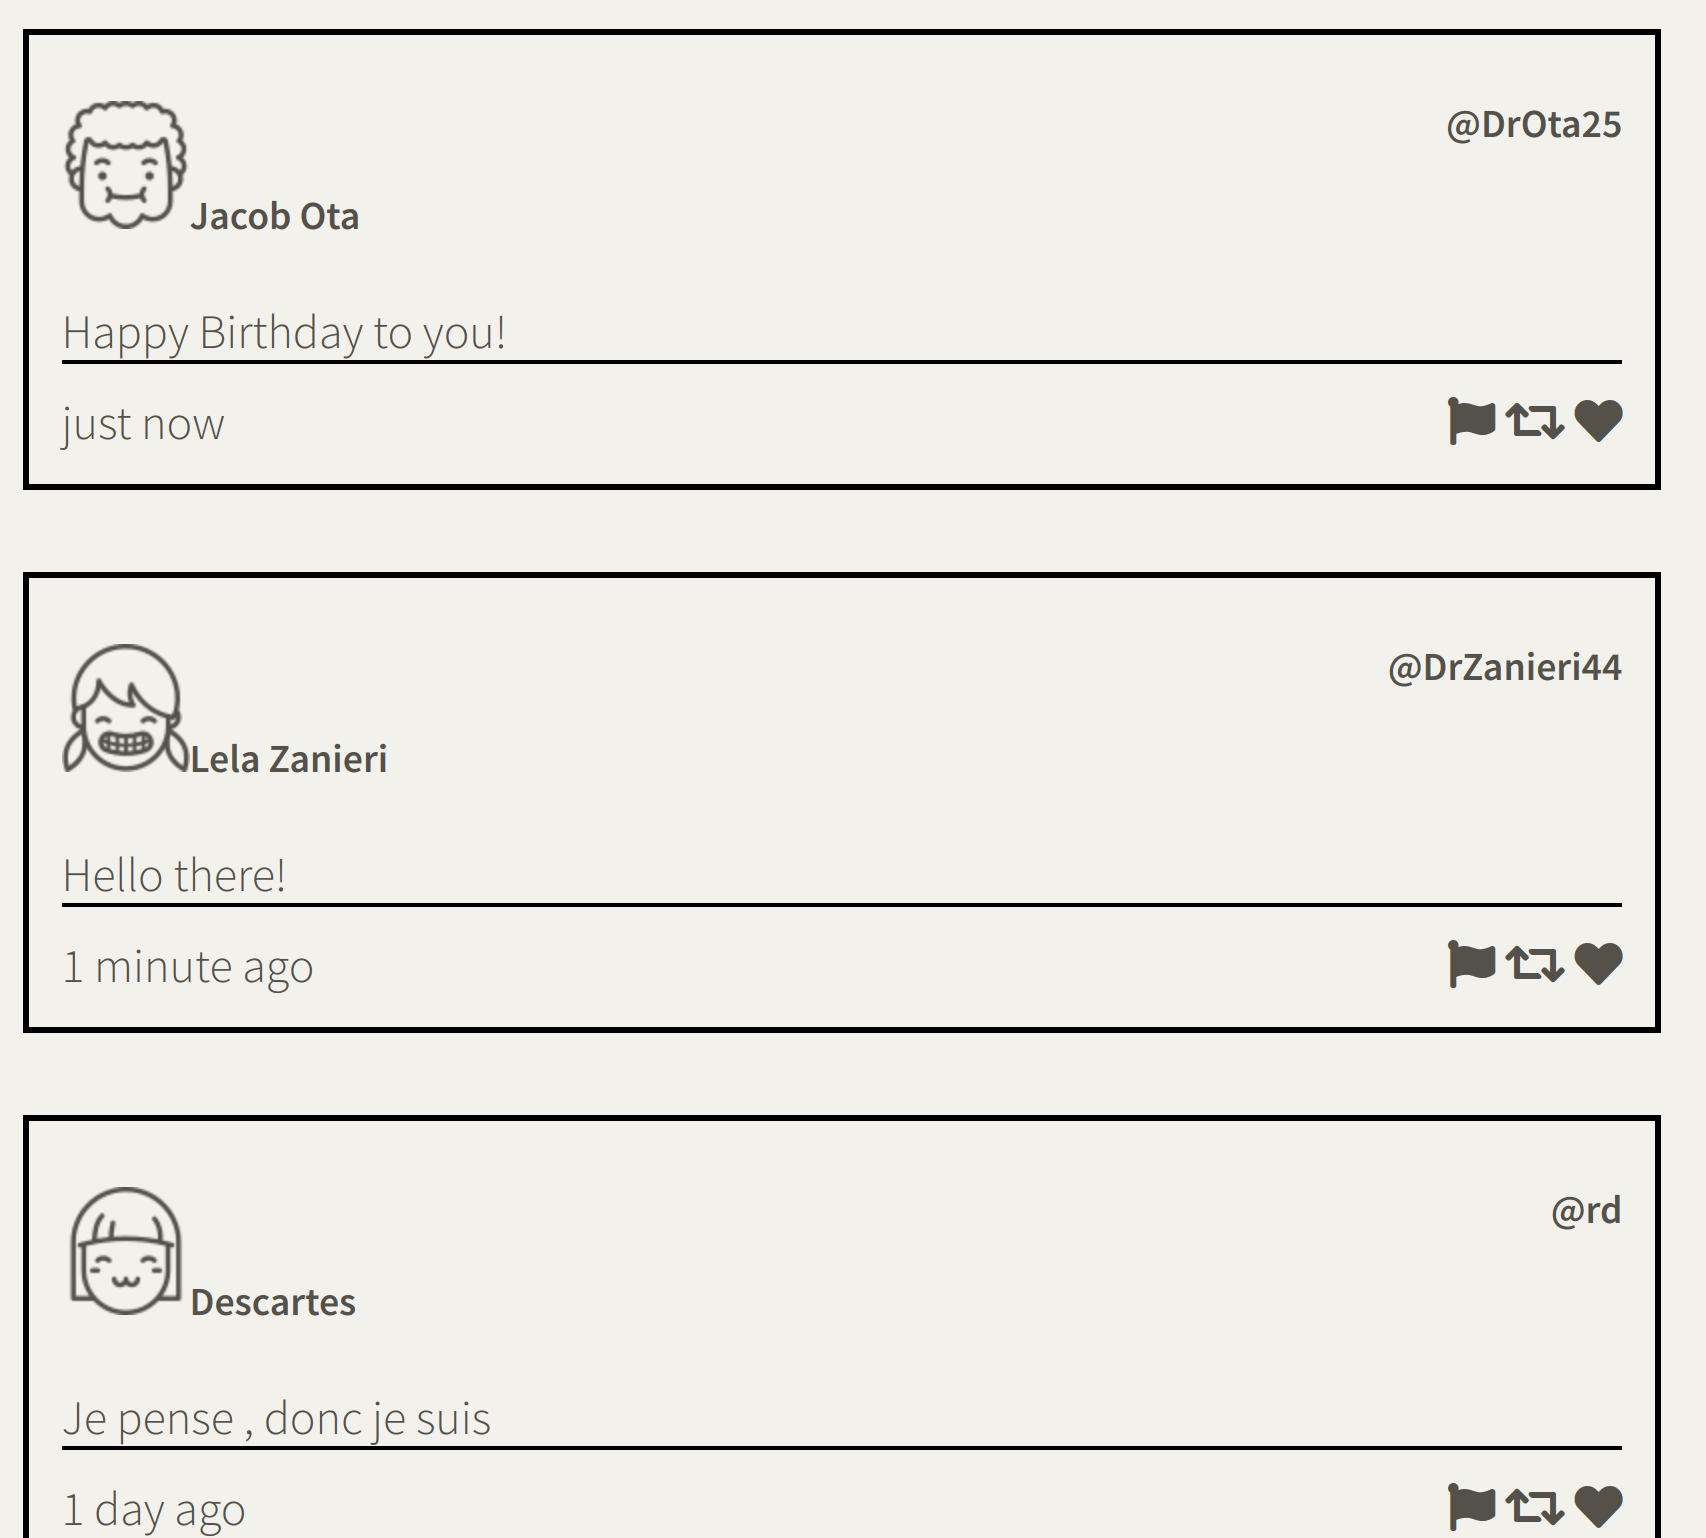 @DrOta25
Jacob Ota
Happy Birthday to you!
just now
@DrZanieri44
Lela Zanieri
Hello there!
1 minute ago
@rd
Descartes
Je pense , donc je suis
1 day ago